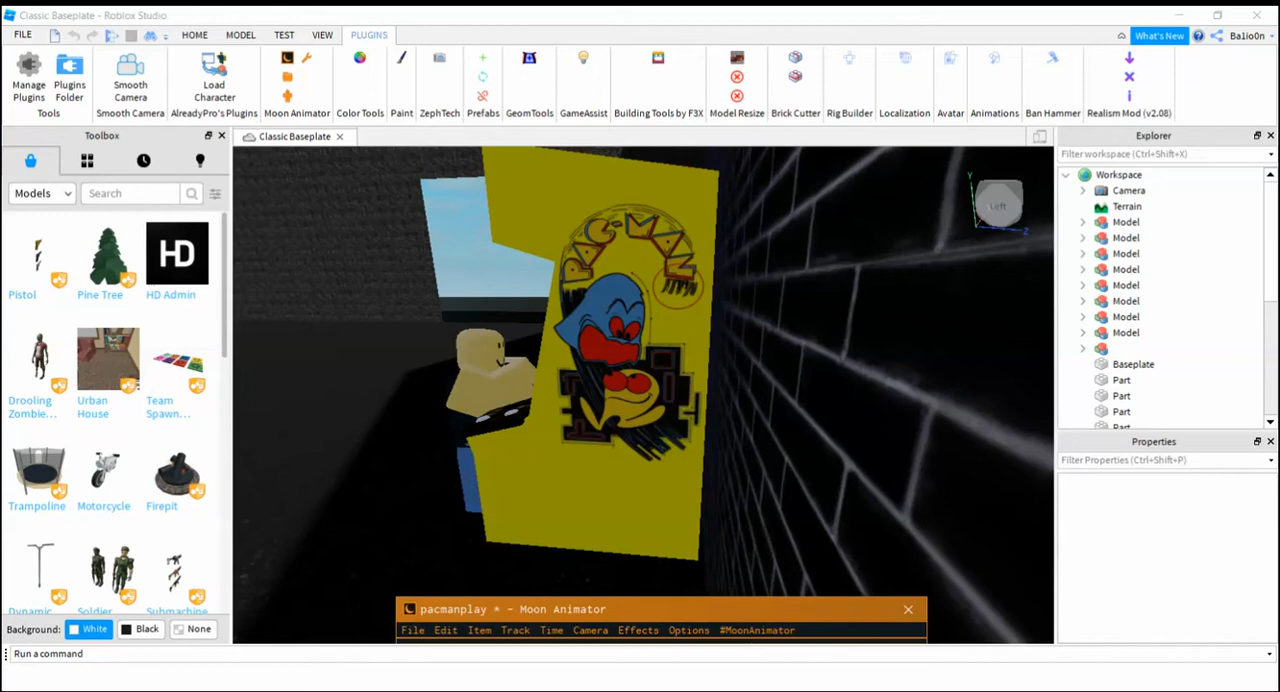 Classic Baseplate - Roblox Studio
FILE HOME MODEL TEST VIEW PLUGINS What's New Balio0n
Manage Plugins
Plugins Folder
Tools
Smooth Camera
Smooth Camera
Load Character
AlreadyPro's Plugins
Moon Animator
Color Tools
Paint
ZephTech
Prefabs
GeomTools
GameAssist
Building Tools by F3X
Model Resize
Brick Cutter
Rig Builder
Localization
Avatar
Animations
Ban Hammer
Realism Mod (v2.08)
Toolbox
Models
Search
Pistol
Pine Tree
HD
HD Admin
Drooling Zombie...
Urban House
Team Spawn...
Trampoline
Motorcycle
Firepit
Dynamic
Soldier
Submachine
Background: White Black None
Classic Baseplate
PAC-MAN
Y
Left
Z
pacmanplay * - Moon Animator
File Edit Item Track Time Camera Effects Options #MoonAnimator
Explorer
Filter workspace (Ctrl+Shift+X)
Workspace
Camera
Terrain
Model
Model
Model
Model
Model
Model
Model
Model
Baseplate
Part
Part
Part
Part
Properties
Filter Properties (Ctrl+Shift+P)
Run a command